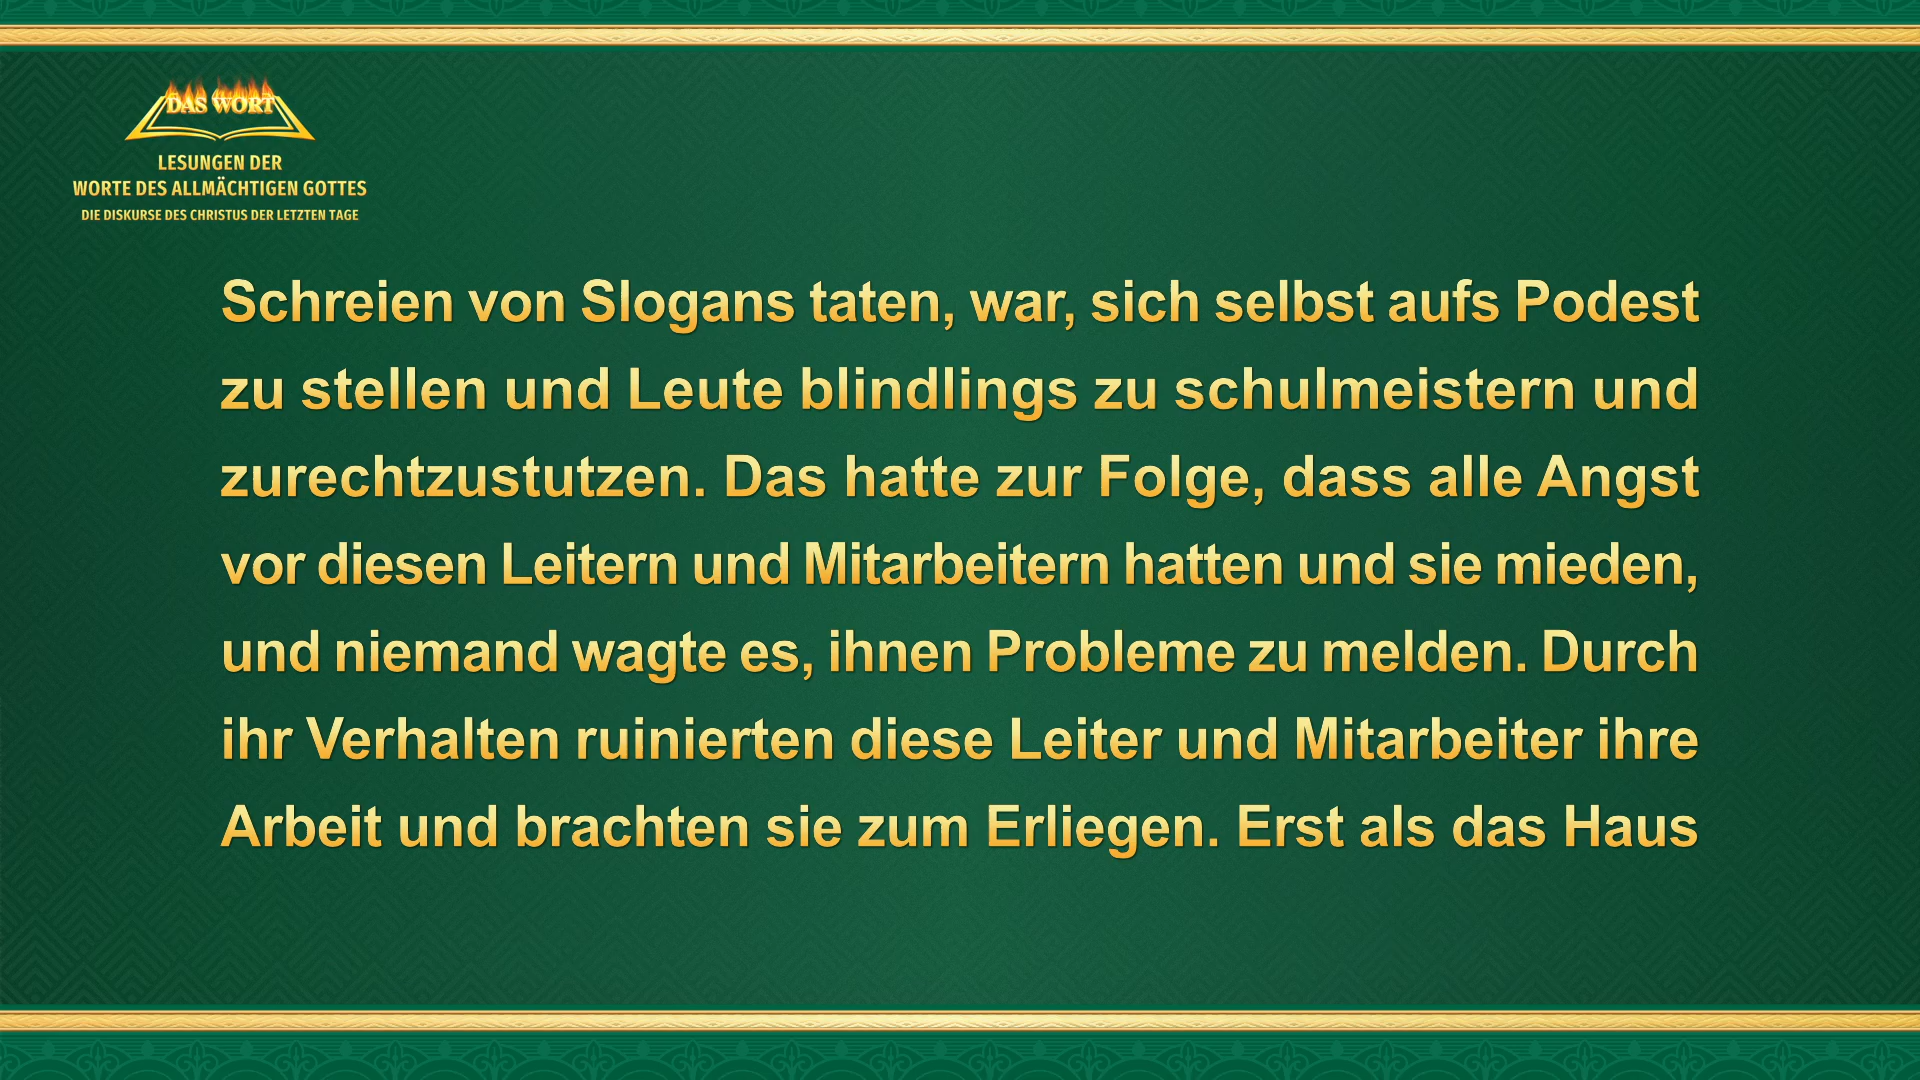 DAS WORT
LESUNGEN DER
WORTE DES ALLMÄCHTIGEN GOTTES
DIE DISKURSE DES CHRISTUS DER LETZTEN TAGE
Schreien von Slogans taten, war, sich selbst aufs Podest
zu stellen und Leute blindlings zu schulmeistern und
zurechtzustutzen. Das hatte zur Folge, dass alle Angst
vor diesen Leitern und Mitarbeitern hatten und sie mieden,
und niemand wagte es, ihnen Probleme zu melden. Durch
ihr Verhalten ruinierten diese Leiter und Mitarbeiter ihre
Arbeit und brachten sie zum Erliegen. Erst als das Haus